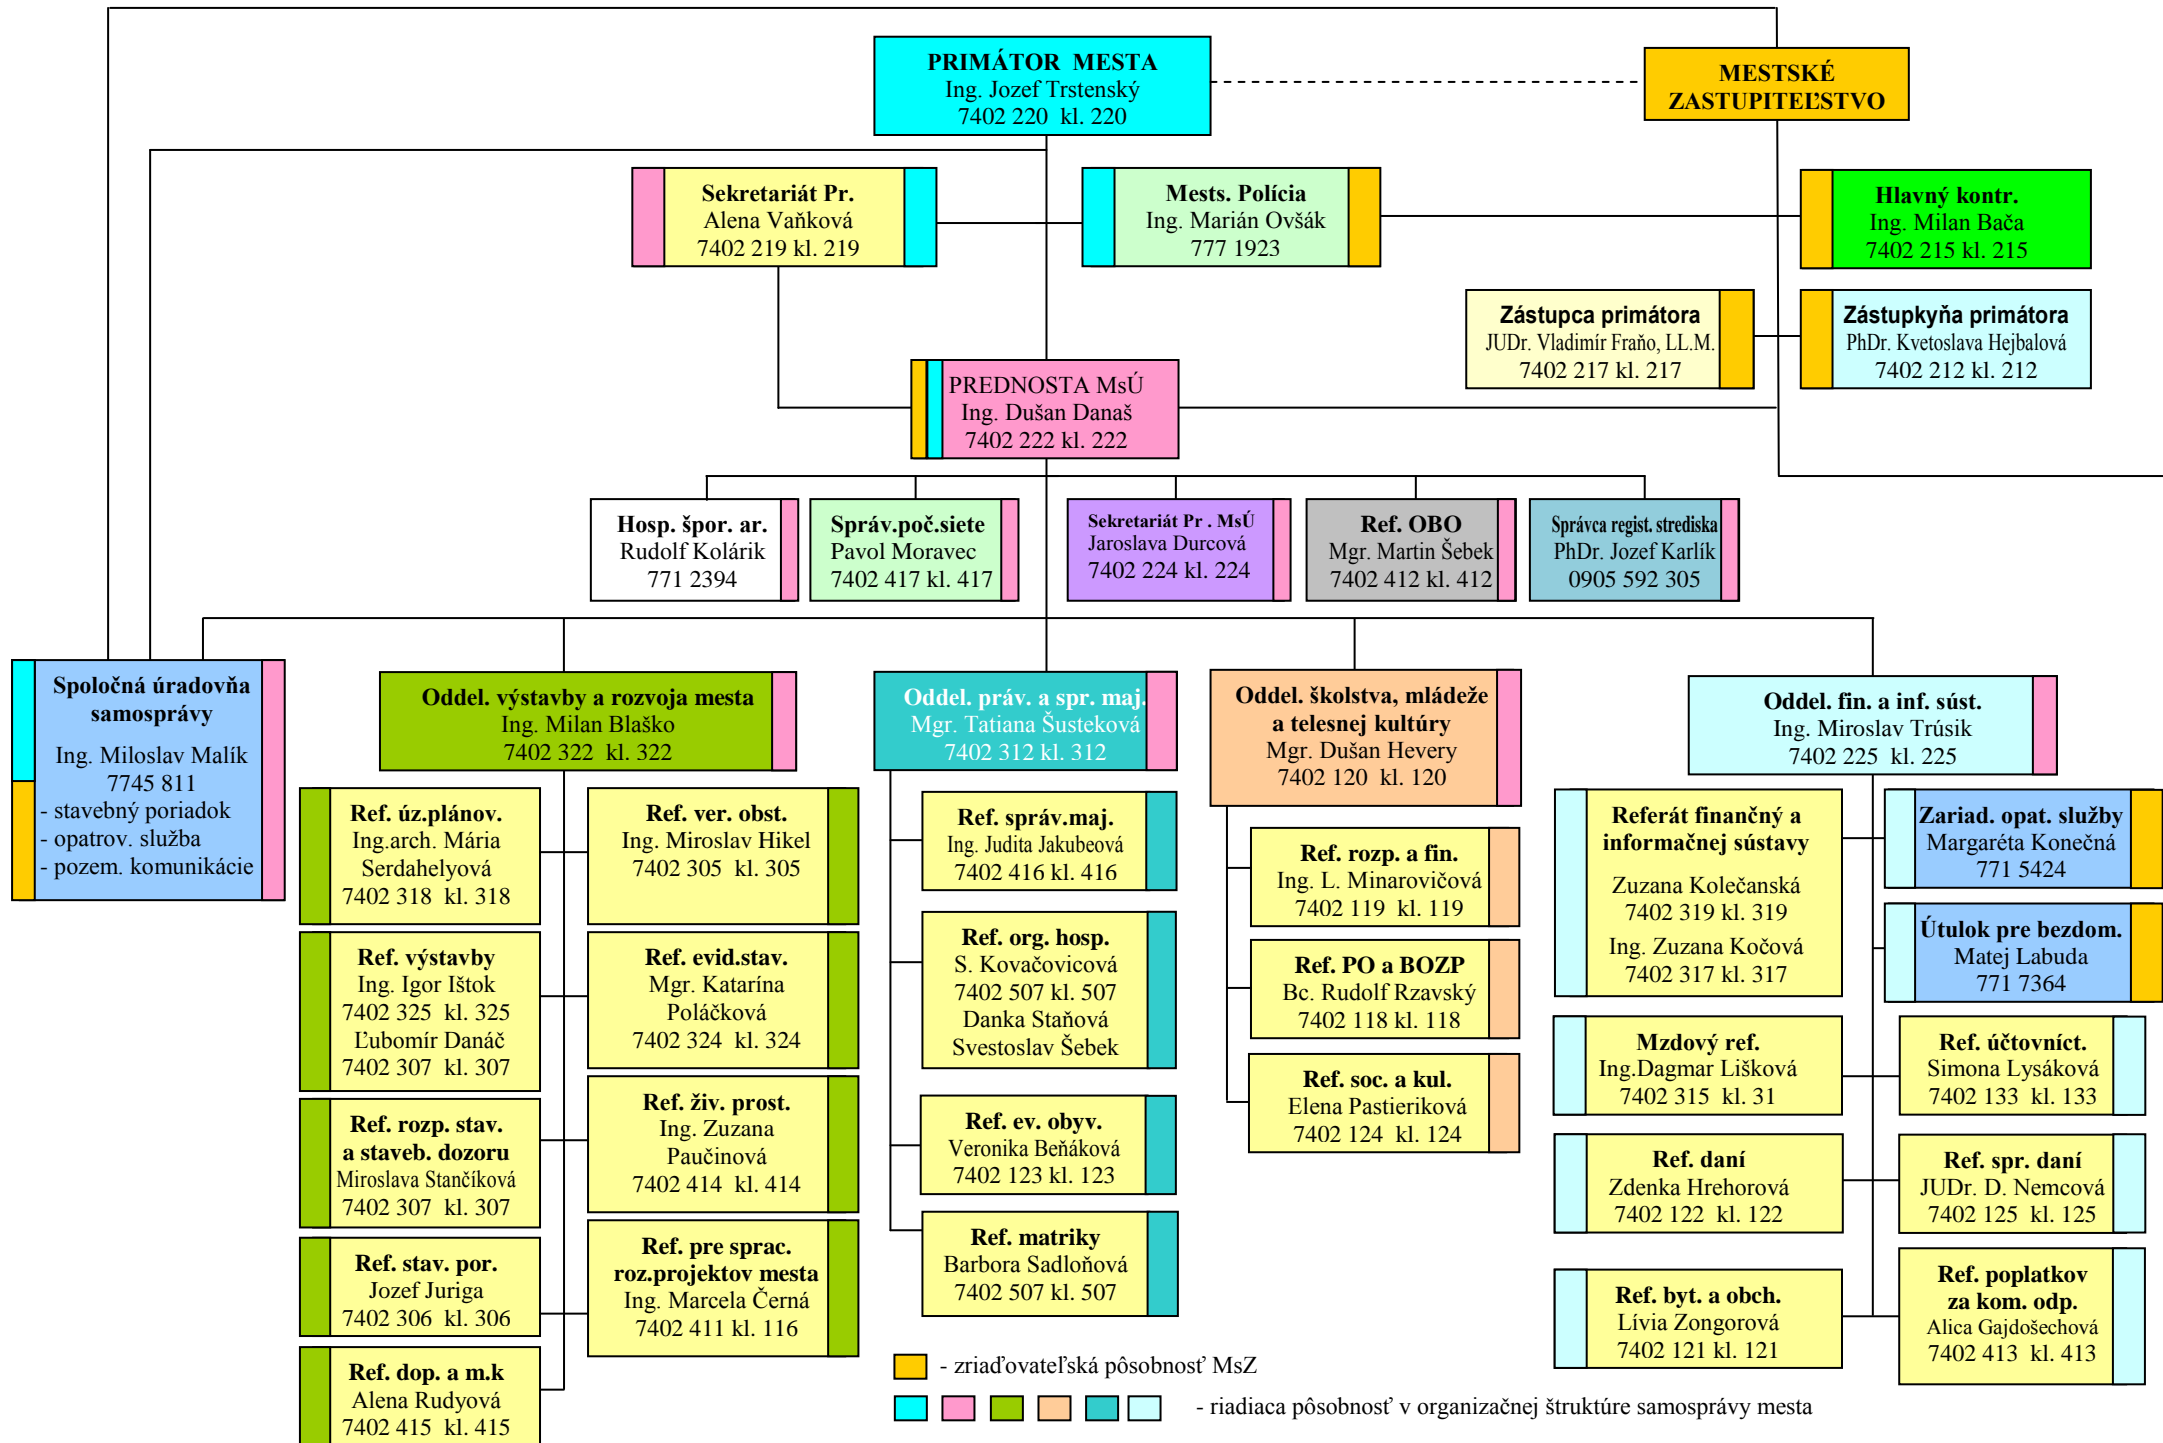 PRIMÁTOR  MESTA
Ing. Jozef Trstenský
7402 220  kl. 220
MESTSKÉ
ZASTUPITEĽSTVO
Sekretariát Pr.
Alena Vaňková
7402 219 kl. 219
Mests. Polícia
Ing. Marián Ovšák
777 1923
Hlavný kontr.
Ing. Milan Bača
7402 215 kl. 215
Zástupca primátora
JUDr. Vladimír Fraňo, LL.M.
7402 217 kl. 217
Zástupkyňa primátora
PhDr. Kvetoslava Hejbalová
7402 212 kl. 212
PREDNOSTA MsÚ
Ing. Dušan Današ
7402 222 kl. 222
Hosp. špor. ar.
Rudolf Kolárik
771 2394
Správ.poč.siete
Pavol Moravec
7402 417 kl. 417
Sekretariát Pr . MsÚ
Jaroslava Durcová
7402 224 kl. 224
Ref. OBO
Mgr. Martin Šebek
7402 412 kl. 412
Správca regist. strediska
PhDr. Jozef Karlík
0905 592 305
Spoločná úradovňa
samosprávy
Ing. Miloslav Malík
7745 811
- stavebný poriadok
- opatrov. služba
- pozem. komunikácie
Oddel. výstavby a rozvoja mesta
Ing. Milan Blaško
7402 322  kl. 322
Oddel. práv. a spr. maj.
Mgr. Tatiana Šusteková
7402 312 kl. 312
Oddel. školstva, mládeže
a telesnej kultúry
Mgr. Dušan Hevery
7402 120  kl. 120
Oddel. fin. a inf. súst.
Ing. Miroslav Trúsik
7402 225 kl. 225
Ref. úz.plánov.
Ing.arch. Mária
Serdahelyová
7402 318  kl. 318
Ref. ver. obst.
Ing. Miroslav Hikel
7402 305  kl. 305
Ref. výstavby
Ing. Igor Ištok
7402 325  kl. 325
Ľubomír Danáč
7402 307  kl. 307
Ref. evid.stav.
Mgr. Katarína
Poláčková
7402 324  kl. 324
Ref. rozp. stav.
a staveb. dozoru
Miroslava Stančíková
7402 307  kl. 307
Ref. živ. prost.
Ing. Zuzana
Paučinová
7402 414  kl. 414
Ref. stav. por.
Jozef Juriga
7402 306  kl. 306
Ref. pre sprac.
roz.projektov mesta
Ing. Marcela Černá
7402 411 kl. 116
Ref. dop. a m.k
Alena Rudyová
7402 415  kl. 415
Ref. správ.maj.
Ing. Judita Jakubeová
7402 416 kl. 416
Ref. org. hosp.
S. Kovačovicová
7402 507 kl. 507
Danka Staňová
Svestoslav Šebek
Ref. ev. obyv.
Veronika Beňáková
7402 123 kl. 123
Ref. matriky
Barbora Sadloňová
7402 507 kl. 507
Ref. rozp. a fin.
Ing. L. Minarovičová
7402 119  kl. 119
Ref. PO a BOZP
Bc. Rudolf Rzavský
7402 118 kl. 118
Ref. soc. a kul.
Elena Pastieriková
7402 124  kl. 124
Referát finančný a
informačnej sústavy
Zuzana Kolečanská
7402 319 kl. 319
Ing. Zuzana Kočová
7402 317 kl. 317
Zariad. opat. služby
Margaréta Konečná
771 5424
Útulok pre bezdom.
Matej Labuda
771 7364
Mzdový ref.
Ing.Dagmar Lišková
7402 315 kl. 31
Ref. účtovníct.
Simona Lysáková
7402 133 kl. 133
Ref. daní
Zdenka Hrehorová
7402 122  kl. 122
Ref. spr. daní
JUDr. D. Nemcová
7402 125 kl. 125
Ref. byt. a obch.
Lívia Zongorová
7402 121 kl. 121
Ref. poplatkov
za kom. odp.
Alica Gajdošechová
7402 413 kl. 413
- zriaďovateľská pôsobnosť MsZ
- riadiaca pôsobnosť v organizačnej štruktúre samosprávy mesta